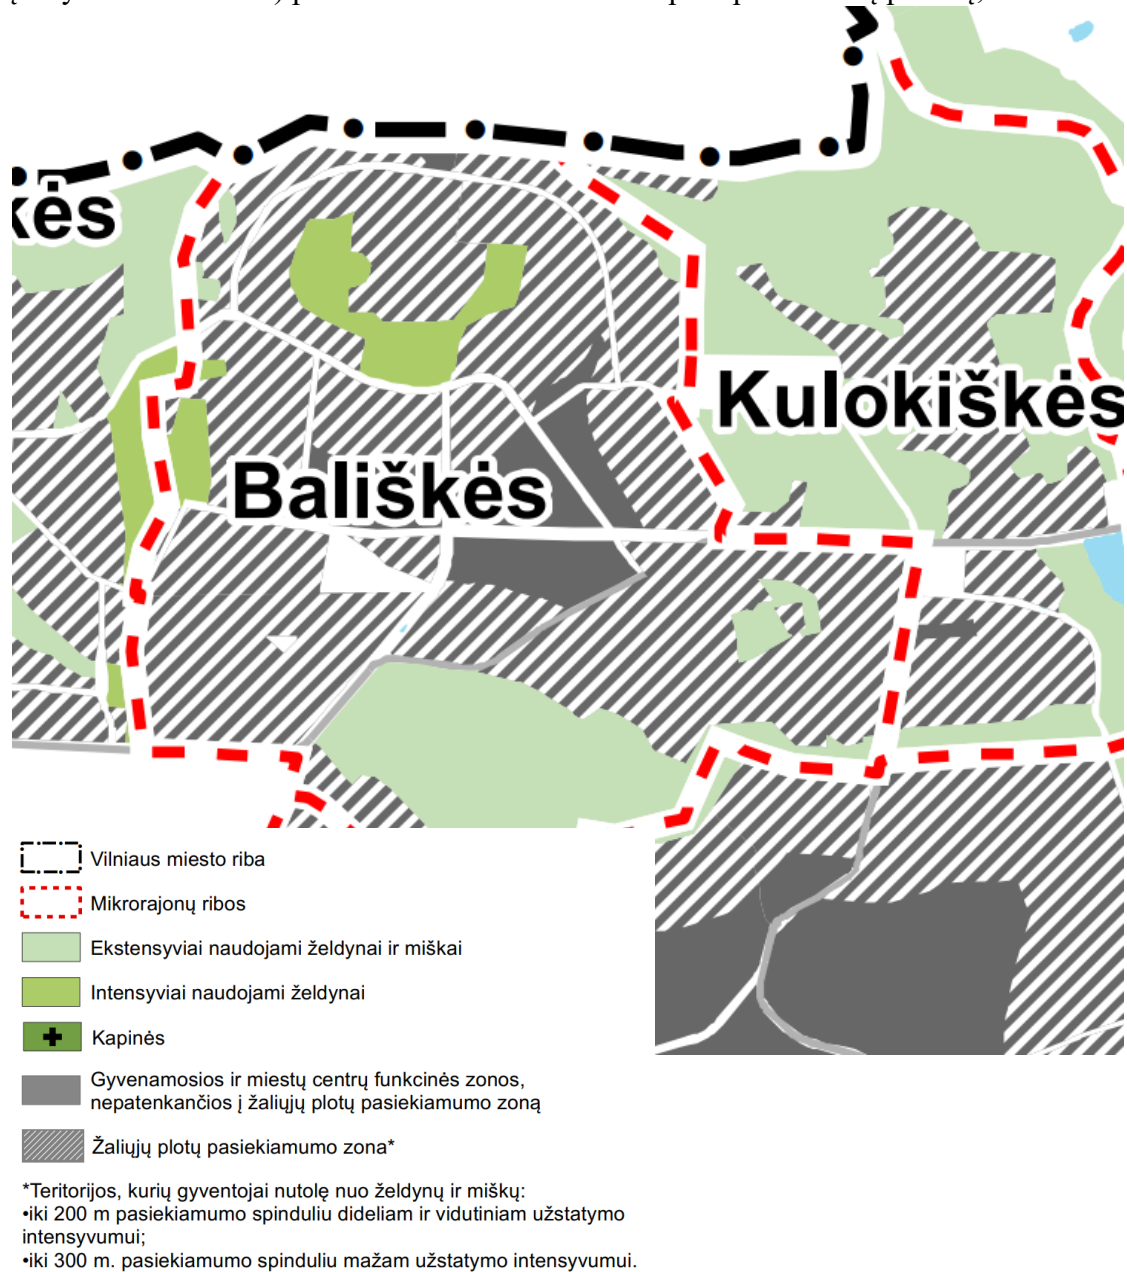 kės
Kulokiškės
Bališkės
Vilniaus miesto riba
Mikrorajonų ribos
Ekstensyviai naudojami želdynai ir miškai
Intensyviai naudojami želdynai
Kapinės
Gyvenamosios ir miestų centrų funkcinės zonos,
nepatenkančios į žaliųjų plotų pasiekiamumo zoną
Žaliųjų plotų pasiekiamumo zona*
*Teritorijos, kurių gyventojai nutolę nuo želdynų ir miškų:
•iki 200 m pasiekiamumo spinduliu dideliam ir vidutiniam užstatymo
intensyvumui;
•iki 300 m. pasiekiamumo spinduliu mažam užstatymo intensyvumui.